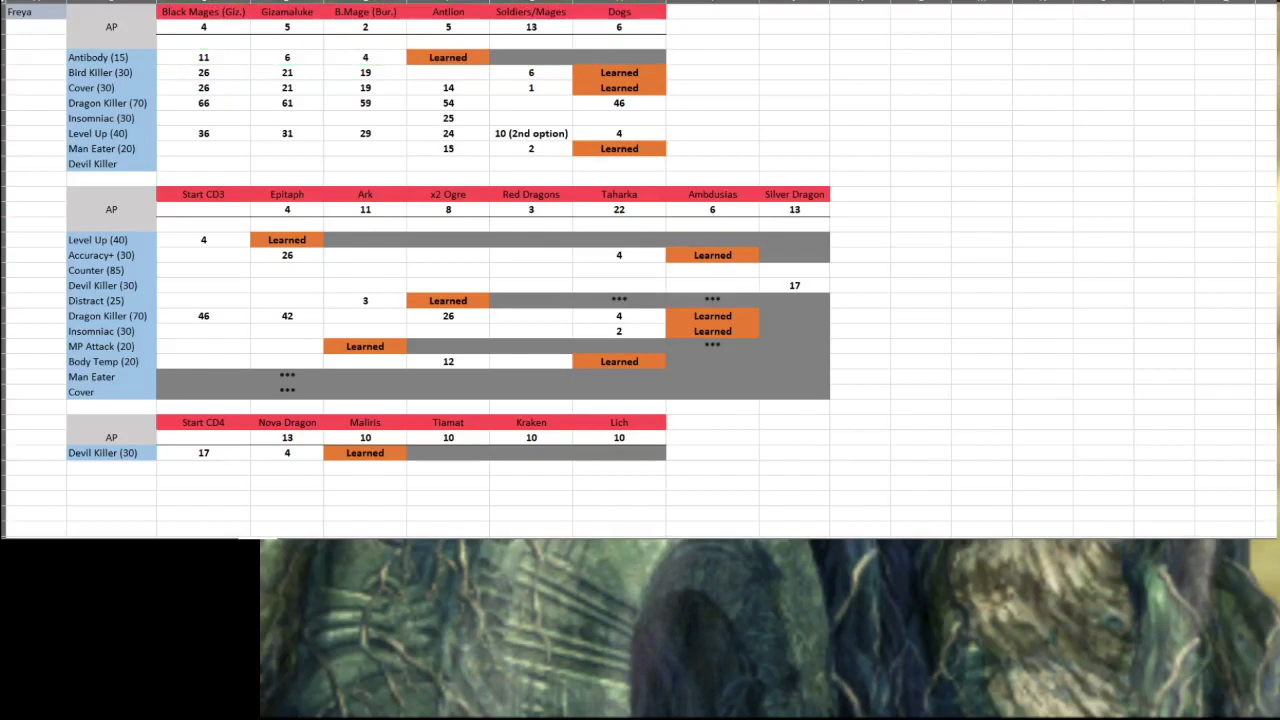 Freya Black Mages (Giz.) Gizamaluke B.Mage (Bur.) Antlion Soldiers/Mages Dogs
AP 4 5 2 5 13 6
Antibody (15) 11 6 4 Learned
Bird Killer (30) 26 21 19 6 Learned
Cover (30) 26 21 19 14 1 Learned
Dragon Killer (70) 66 61 59 54 46
Insomniac (30) 25
Level Up (40) 36 31 29 24 10 (2nd option) 4
Man Eater (20) 15 2 Learned
Devil Killer
Start CD3 Epitaph Ark x2 Ogre Red Dragons Taharka Ambdusias Silver Dragon
AP 4 11 8 3 22 6 13
Level Up (40) 4 Learned
Accuracy+ (30) 26 4 Learned
Counter (85)
Devil Killer (30) 17
Distract (25) 3 Learned *** ***
Dragon Killer (70) 46 42 26 4 Learned
Insomniac (30) 2 Learned
MP Attack (20) Learned ***
Body Temp (20) 12 Learned
Man Eater ***
Cover ***
Start CD4 Nova Dragon Maliris Tiamat Kraken Lich
AP 13 10 10 10 10
Devil Killer (30) 17 4 Learned